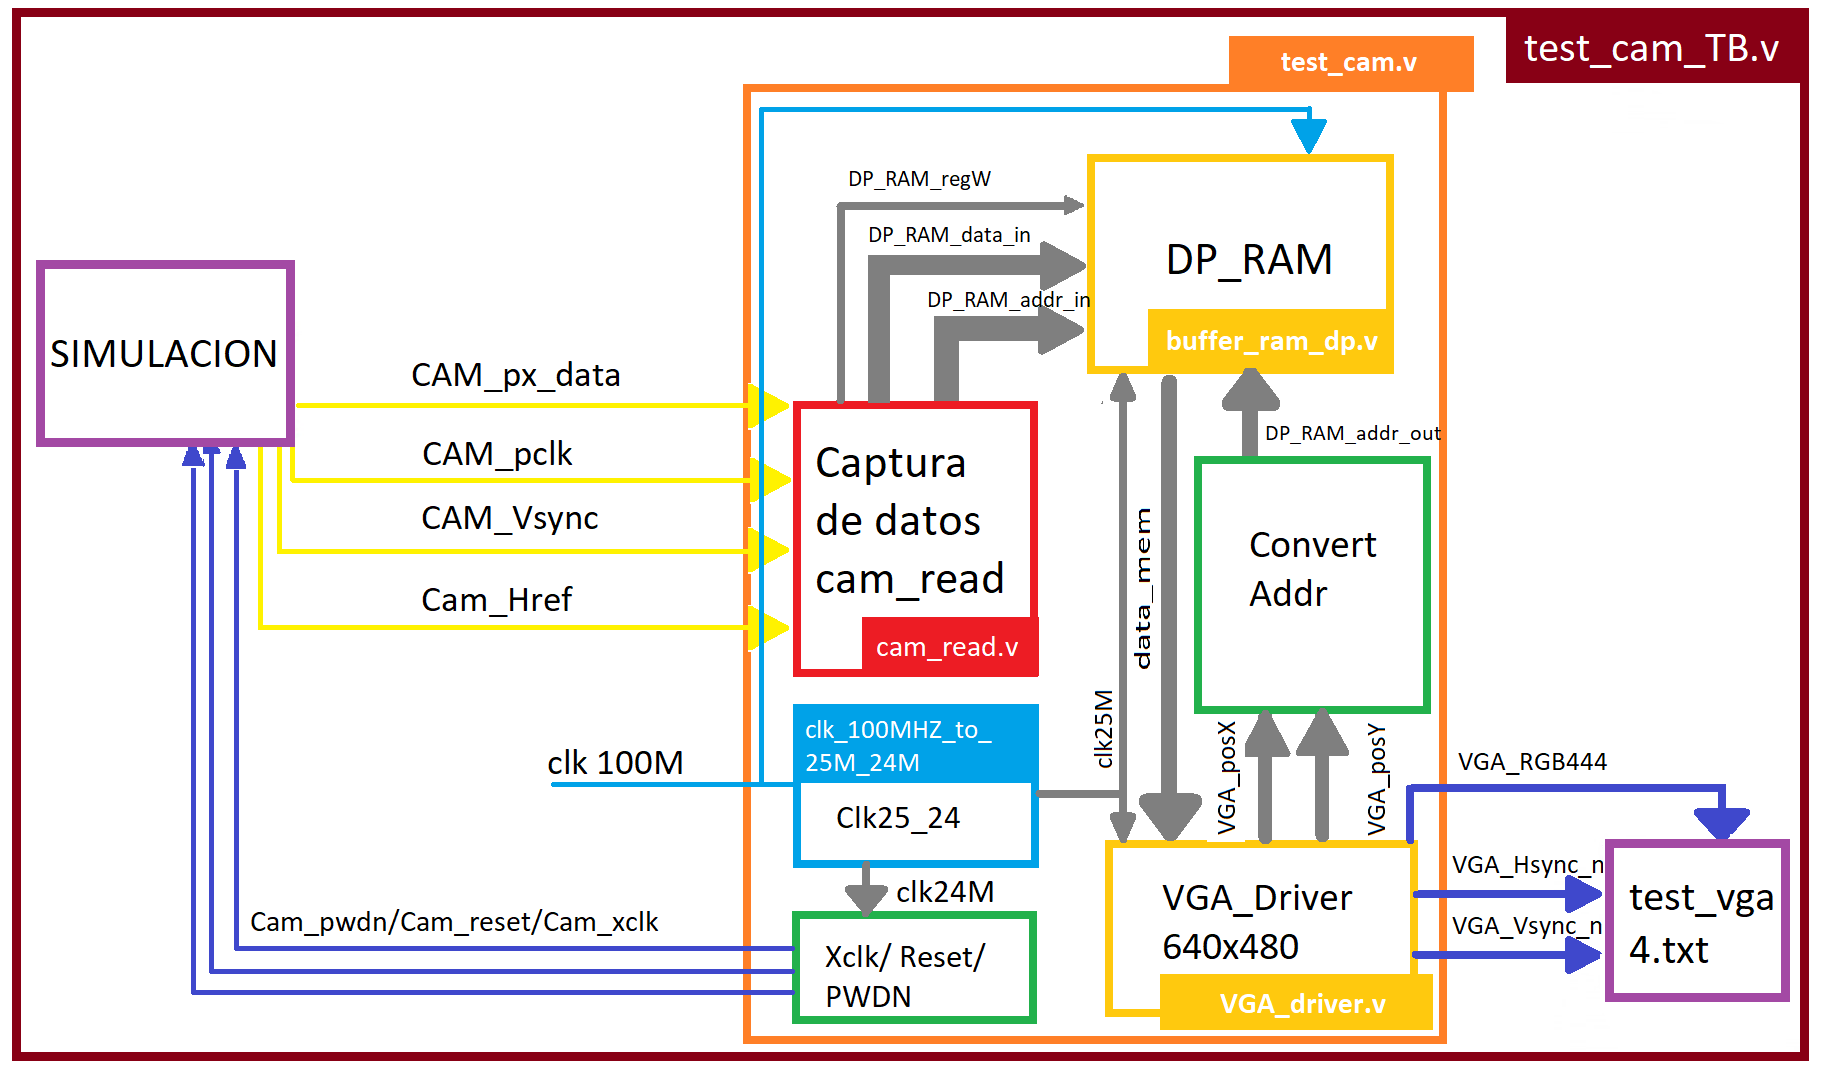 test_cam_TB.v
test_cam.v
DP_RAM_regW
DP_RAM_data_in
DP_RAM_addr_in
DP_RAM
buffer_ram_dp.v
SIMULACION
CAM_px_data
CAM_pclk
CAM_Vsync
Cam_Href
Captura
de datos
cam_read
cam_read.v
DP_RAM_addr_out
Convert
Addr
data_mem
clk25M
VGA_posX
VGA_posY
clk 100M
clk_100MHZ_to_
25M_24M
Clk25_24
clk24M
Cam_pwdn/Cam_reset/Cam_xclk
Xclk/ Reset/
PWDN
VGA_Driver
640x480
VGA_driver.v
VGA_RGB444
VGA_Hsync_n
VGA_Vsync_n
test_vga
4.txt